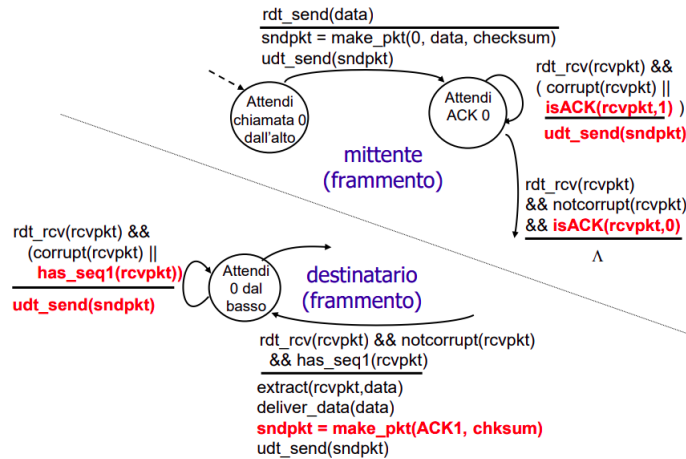 rdt_send(data)
sndpkt = make_pkt(0, data, checksum)
udt_send(sndpkt)
Attendi
chiamata 0
dall'alto
Attendi
ACK 0
rdt_rcv(rcvpkt) &&
( corrupt(rcvpkt) ||
isACK(rcvpkt,1) )
udt_send(sndpkt)
mittente
(frammento)
rdt_rcv(rcvpkt)
&& notcorrupt(rcvpkt)
&& isACK(rcvpkt,0)
Λ
rdt_rcv(rcvpkt) &&
(corrupt(rcvpkt) ||
has_seq1(rcvpkt))
udt_send(sndpkt)
Attendi
0 dal
basso
destinatario
(frammento)
rdt_rcv(rcvpkt) && notcorrupt(rcvpkt)
&& has_seq1(rcvpkt)
extract(rcvpkt,data)
deliver_data(data)
sndpkt = make_pkt(ACK1, chksum)
udt_send(sndpkt)